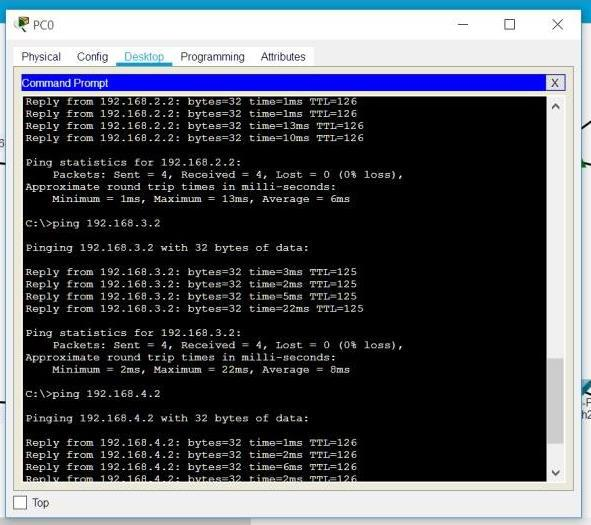 PC0
Physical Config Desktop Programming Attributes
Command Prompt
X
Reply from 192.168.2.2: bytes=32 time=1ms TTL=126
Reply from 192.168.2.2: bytes=32 time=1ms TTL=126
Reply from 192.168.2.2: bytes=32 time=13ms TTL=126
Reply from 192.168.2.2: bytes=32 time=10ms TTL=126
Ping statistics for 192.168.2.2:
Packets: Sent = 4, Received = 4, Lost = 0 (0% loss),
Approximate round trip times in milli-seconds:
Minimum = 1ms, Maximum = 13ms, Average = 6ms
C:\>ping 192.168.3.2
Pinging 192.168.3.2 with 32 bytes of data:
Reply from 192.168.3.2: bytes=32 time=3ms TTL=125
Reply from 192.168.3.2: bytes=32 time=2ms TTL=125
Reply from 192.168.3.2: bytes=32 time=5ms TTL=125
Reply from 192.168.3.2: bytes=32 time=22ms TTL=125
Ping statistics for 192.168.3.2:
Packets: Sent = 4, Received = 4, Lost = 0 (0% loss),
Approximate round trip times in milli-seconds:
Minimum = 2ms, Maximum = 22ms, Average = 8ms
C:\>ping 192.168.4.2
Pinging 192.168.4.2 with 32 bytes of data:
Reply from 192.168.4.2: bytes=32 time=1ms TTL=126
Reply from 192.168.4.2: bytes=32 time=2ms TTL=126
Reply from 192.168.4.2: bytes=32 time=6ms TTL=126
Reply from 192.168.4.2: bytes=32 time=2ms TTL=126
Top